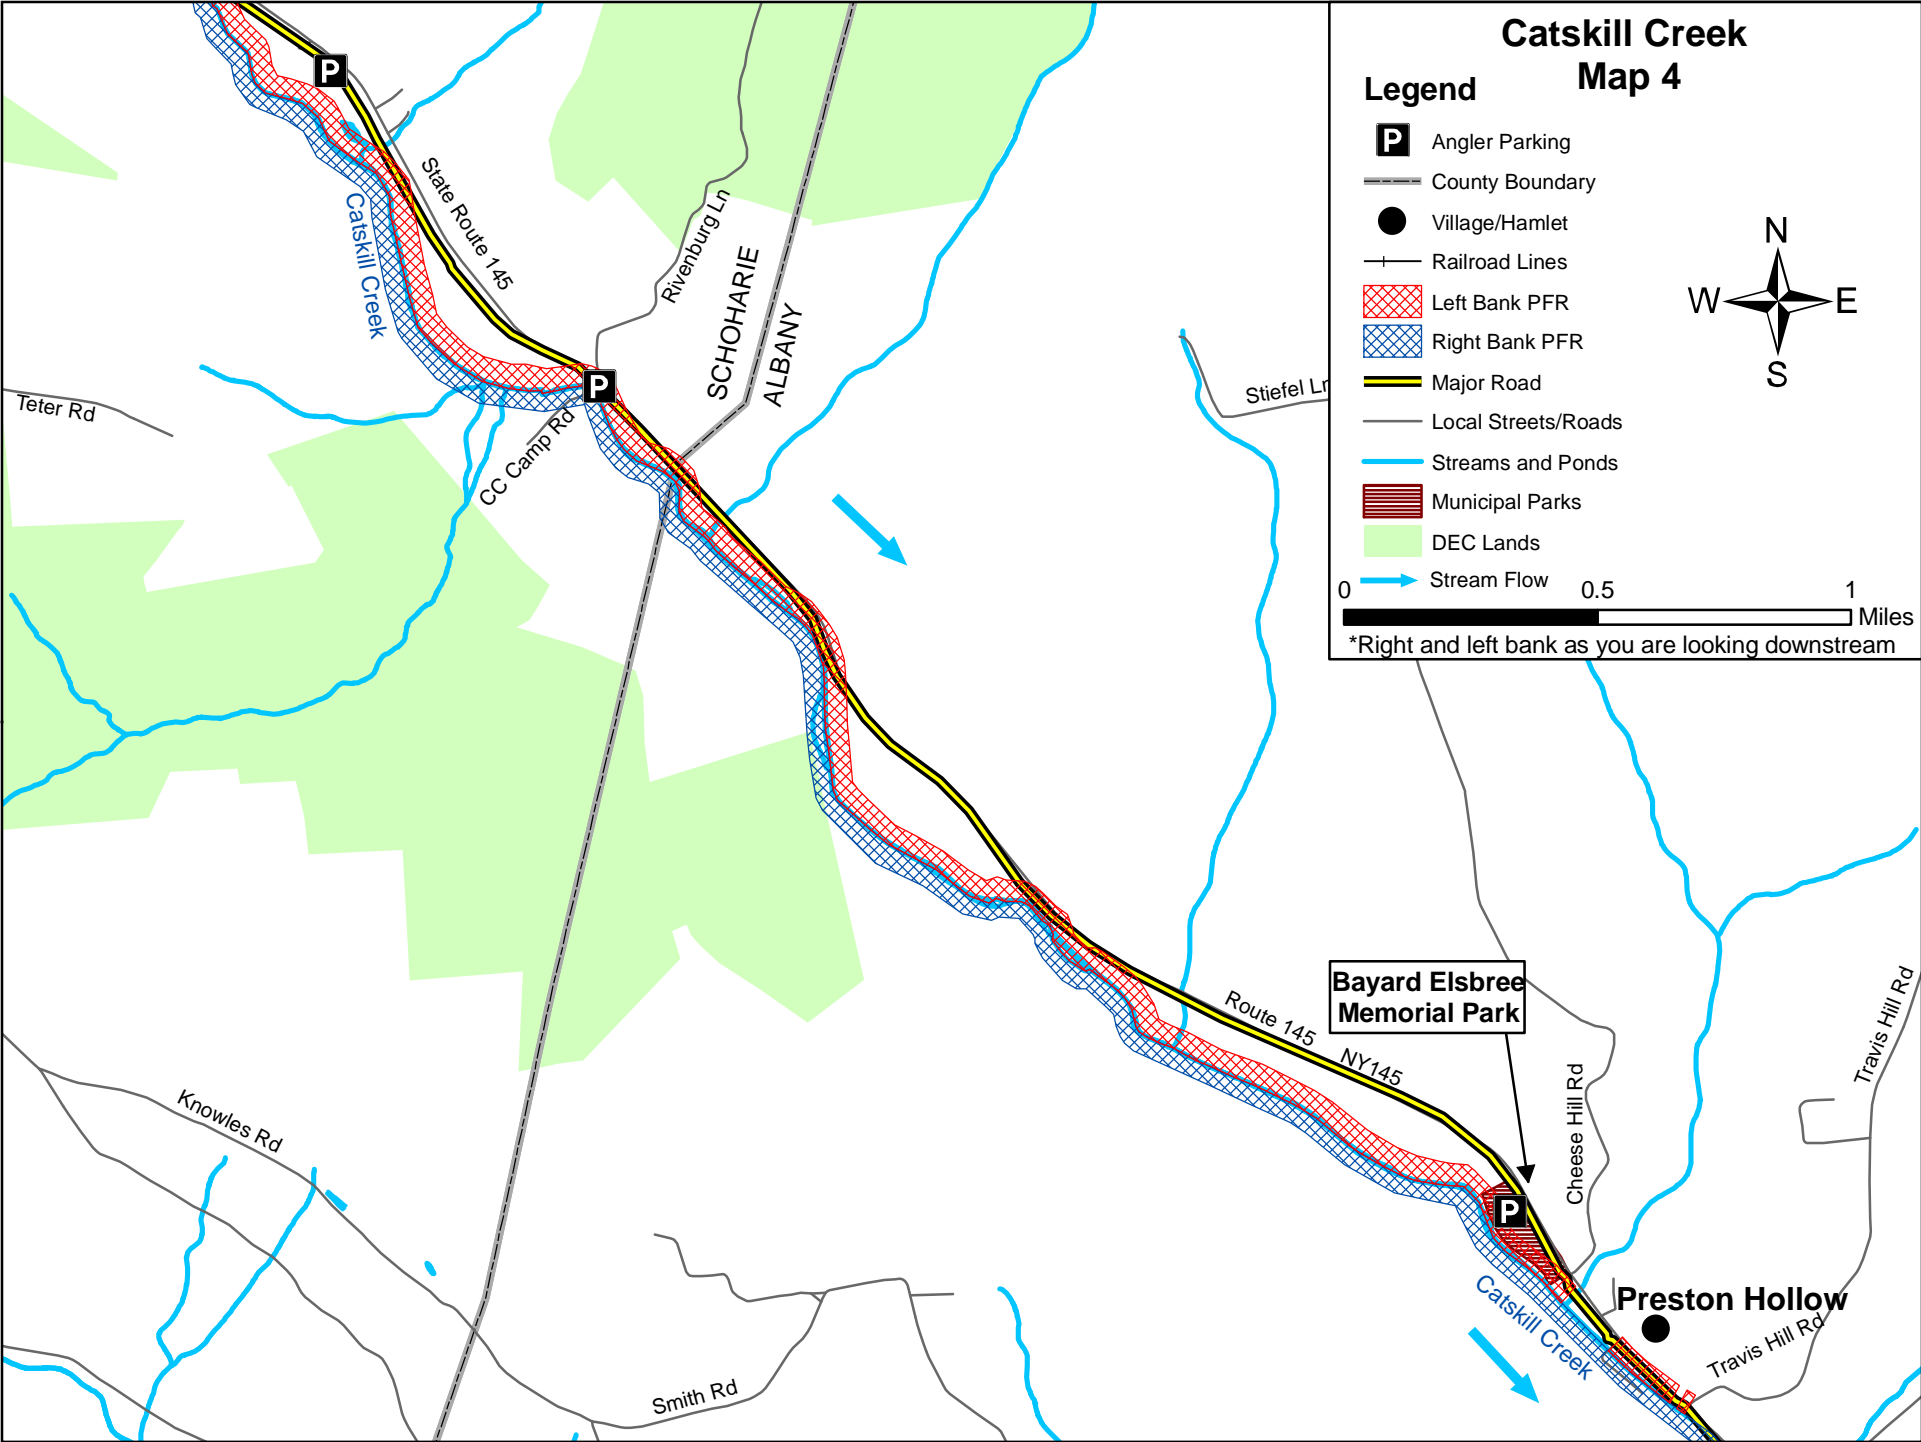 Catskill Creek
Map 4
Legend
P Angler Parking
County Boundary
Village/Hamlet
Railroad Lines
Left Bank PFR
Right Bank PFR
Major Road
Local Streets/Roads
Streams and Ponds
Municipal Parks
DEC Lands
Stream Flow
N
W E
S
0 0.5 1
Miles
*Right and left bank as you are looking downstream
P
State Route 145
Catskill Creek
Rivenburg Ln
SCHOHARIE
ALBANY
Stiefel Ln
Teter Rd
P
CC Camp Rd
Bayard Elsbree
Memorial Park
Route 145
NY145
Travis Hill Rd
Cheese Hill Rd
Knowles Rd
P
Preston Hollow
Catskill Creek
Travis Hill Rd
Smith Rd